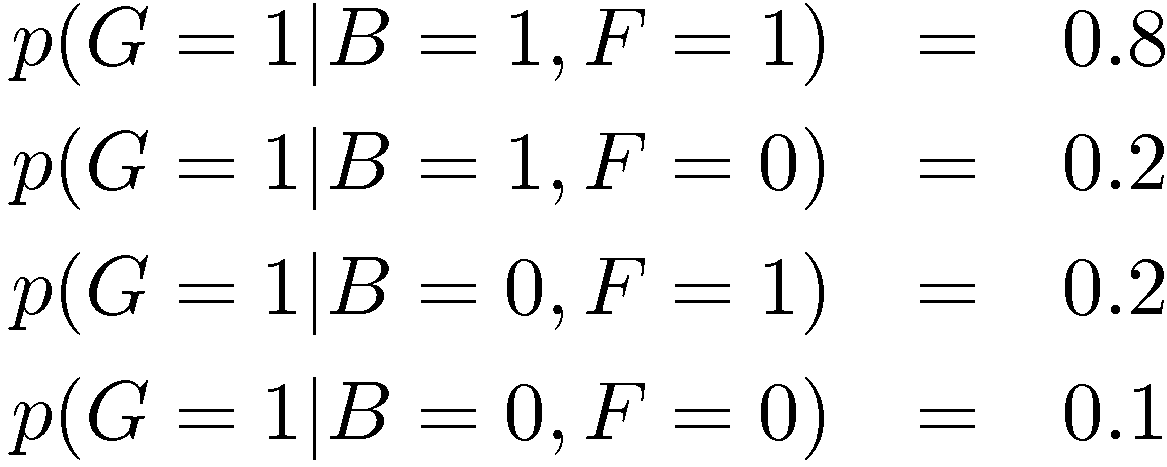 p(G = 1|B = 1, F = 1) = 0.8
p(G = 1|B = 1, F = 0) = 0.2
p(G = 1|B = 0, F = 1) = 0.2
p(G = 1|B = 0, F = 0) = 0.1